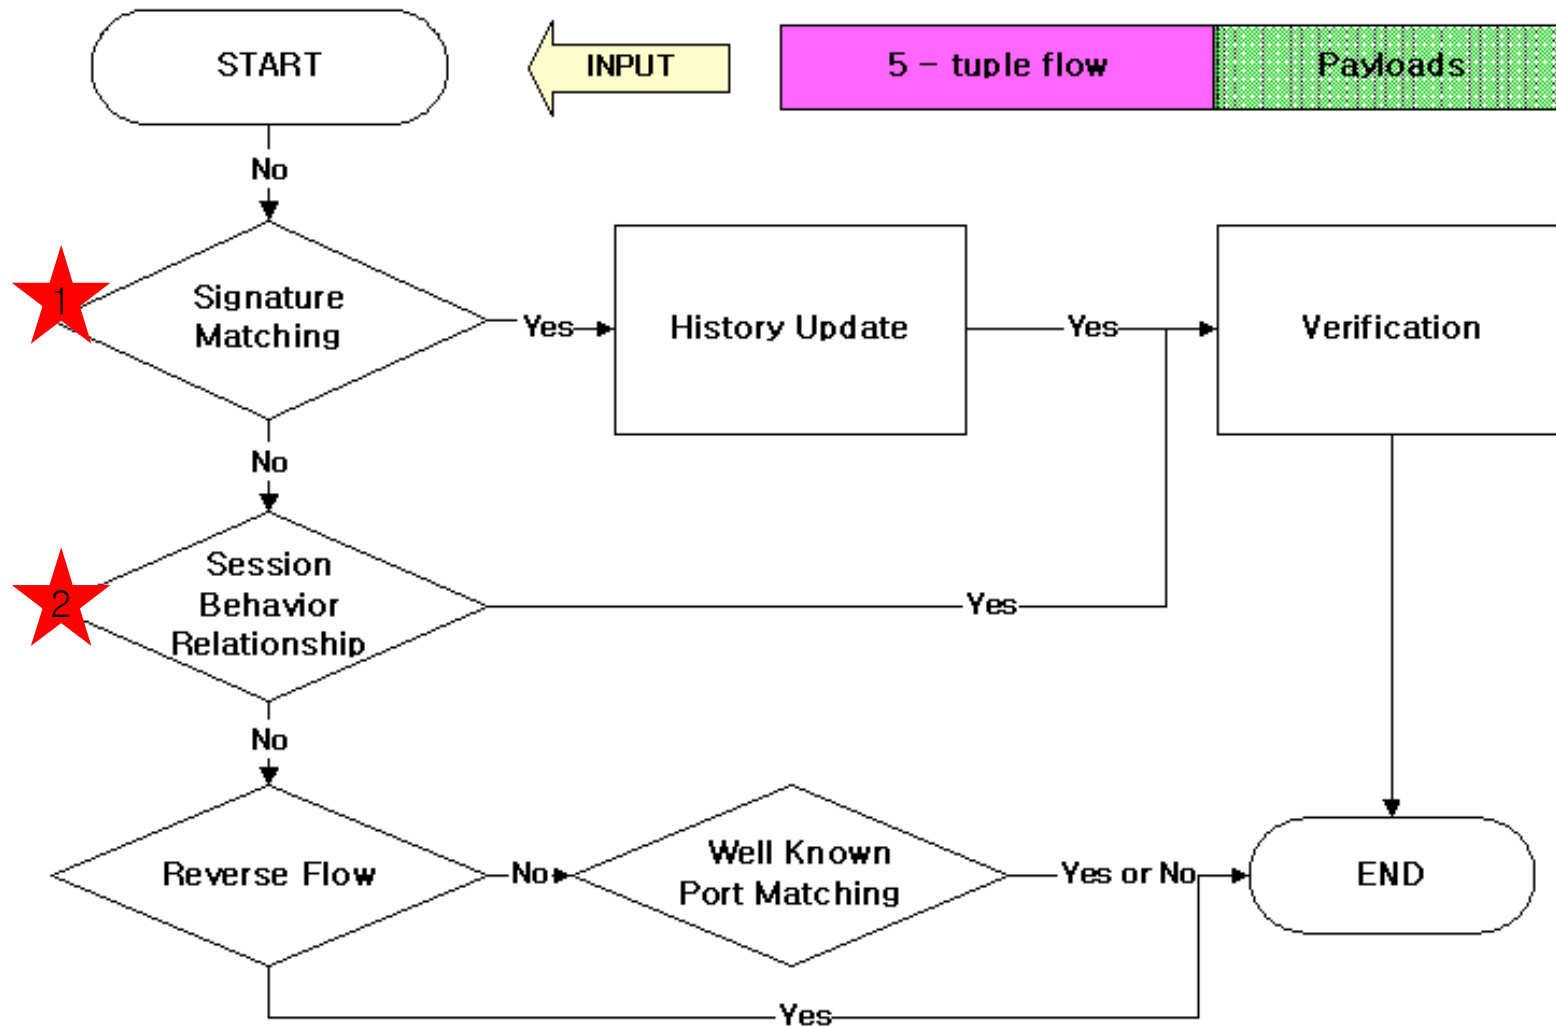 START
INPUT
5 - tuple flow
Payloads
No
1
Signature
Matching
Yes
History Update
Yes
Verification
No
2
Session
Behavior
Relationship
Yes
No
Reverse Flow
No
Well Known
Port Matching
Yes or No
END
Yes